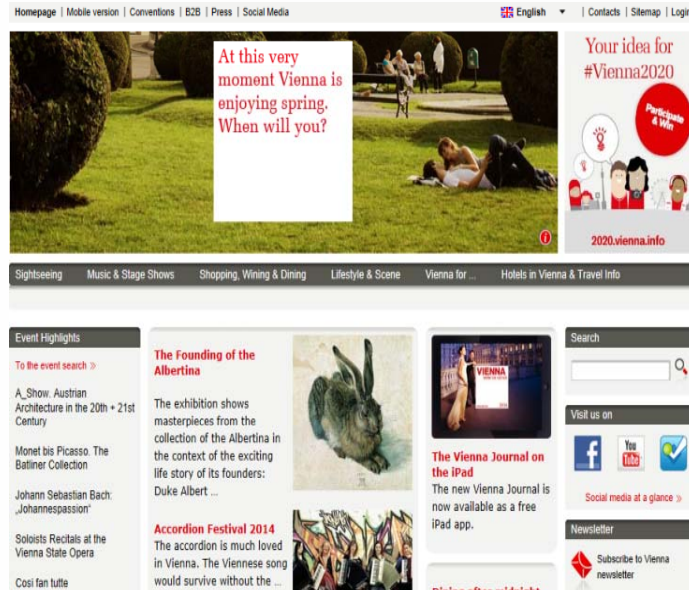 Homepage | Mobile version | Conventions | B2B | Press | Social Media
English
| Contacts | Sitemap | Login
At this very
moment Vienna is
enjoying spring.
When will you?
Your idea for
#Vienna2020
Participate
& Win
2020.vienna.info
Sightseeing
Music & Stage Shows
Shopping, Wining & Dining
Lifestyle & Scene
Vienna for ...
Hotels in Vienna & Travel Info
Event Highlights
To the event search »
A_Show. Austrian
Architecture in the 20th + 21st
Century
Monet bis Picasso. The
Batliner Collection
Johann Sebastian Bach:
„Johannespassion“
Soloists Recitals at the
Vienna State Opera
Cosi fan tutte
The Founding of the
Albertina
The exhibition shows
masterpieces from the
collection of the Albertina in
the context of the exciting
life story of its founders:
Duke Albert ...
Accordion Festival 2014
The accordion is much loved
in Vienna. The Viennese song
would survive without the ...
VIENNA
The Vienna Journal on
the iPad
The new Vienna Journal is
now available as a free
iPad app.
Dining after midnight
Search
Visit us on
f
You
Tube
Social media at a glance »
Newsletter
Subscribe to Vienna
newsletter